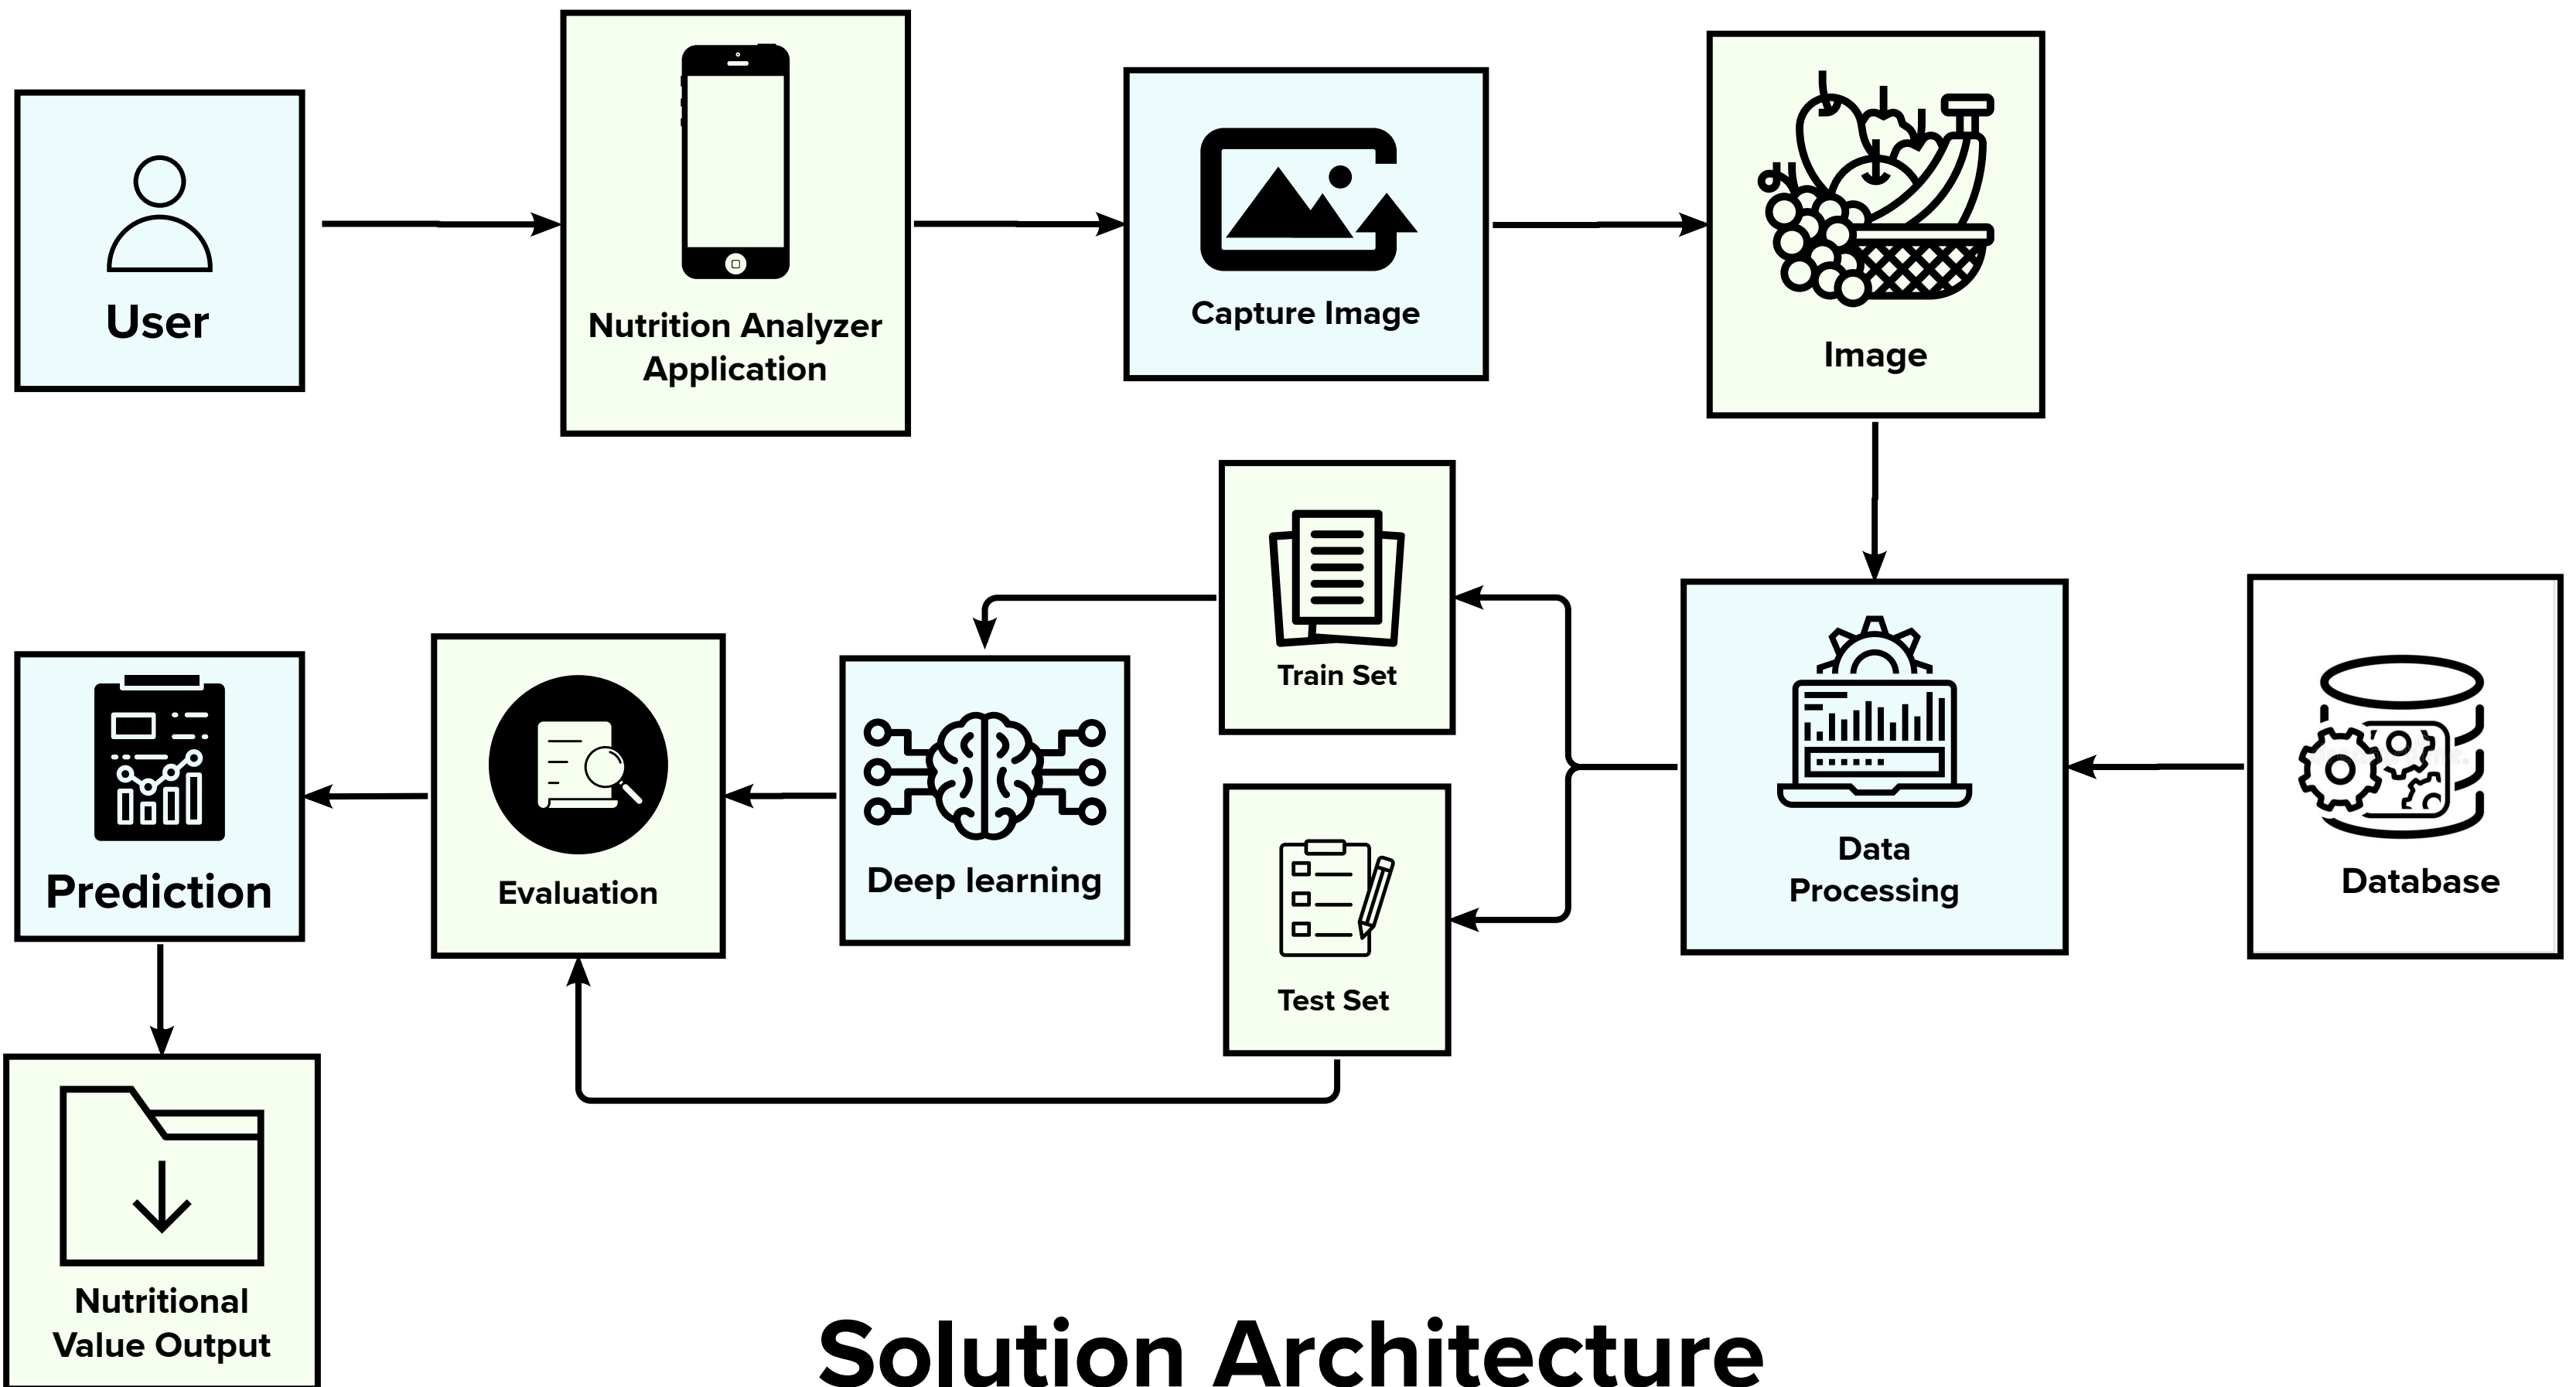 User
Nutrition Analyzer
Application
Capture Image
Image
Train Set
Data
Processing
Database
Deep learning
Evaluation
Prediction
Test Set
Nutritional
Value Output
Solution Architecture